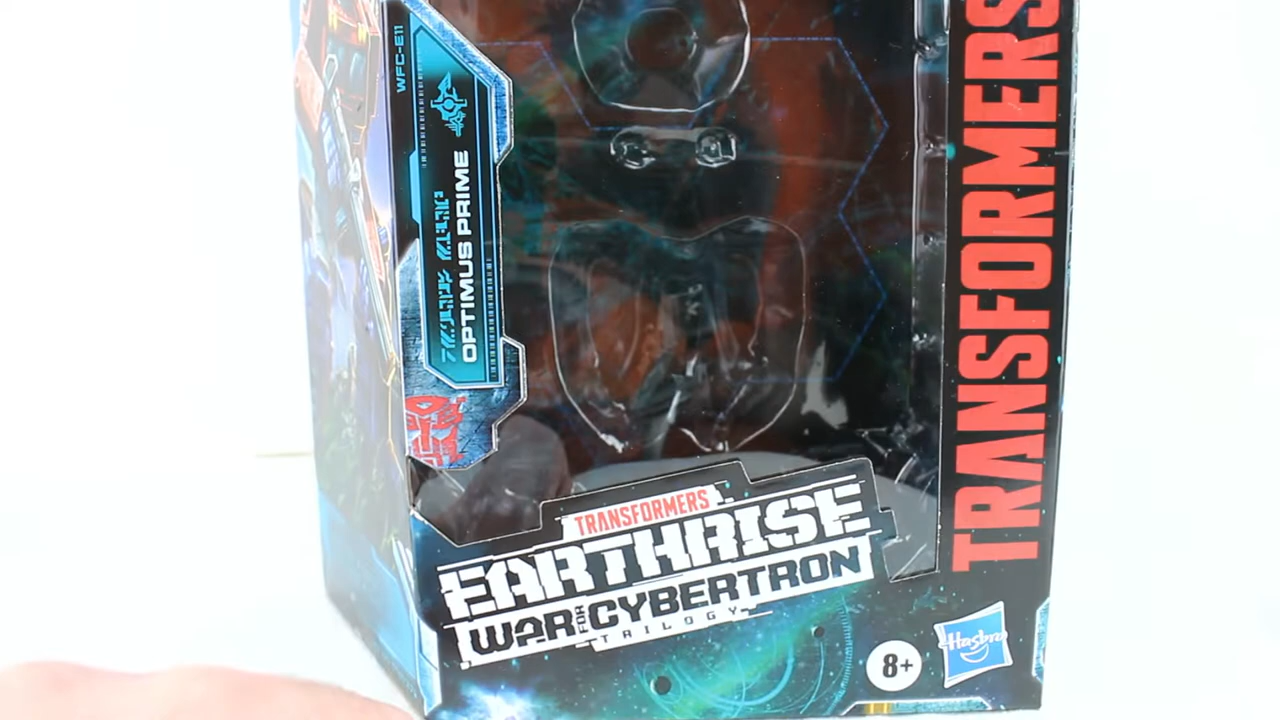 WFC-E11
OPTIMUS PRIME
TRANSFORMERS
TRANSFORMERS
EARTHRISE
WAR FOR CYBERTRON
TRILOGY
8+
Hasbro